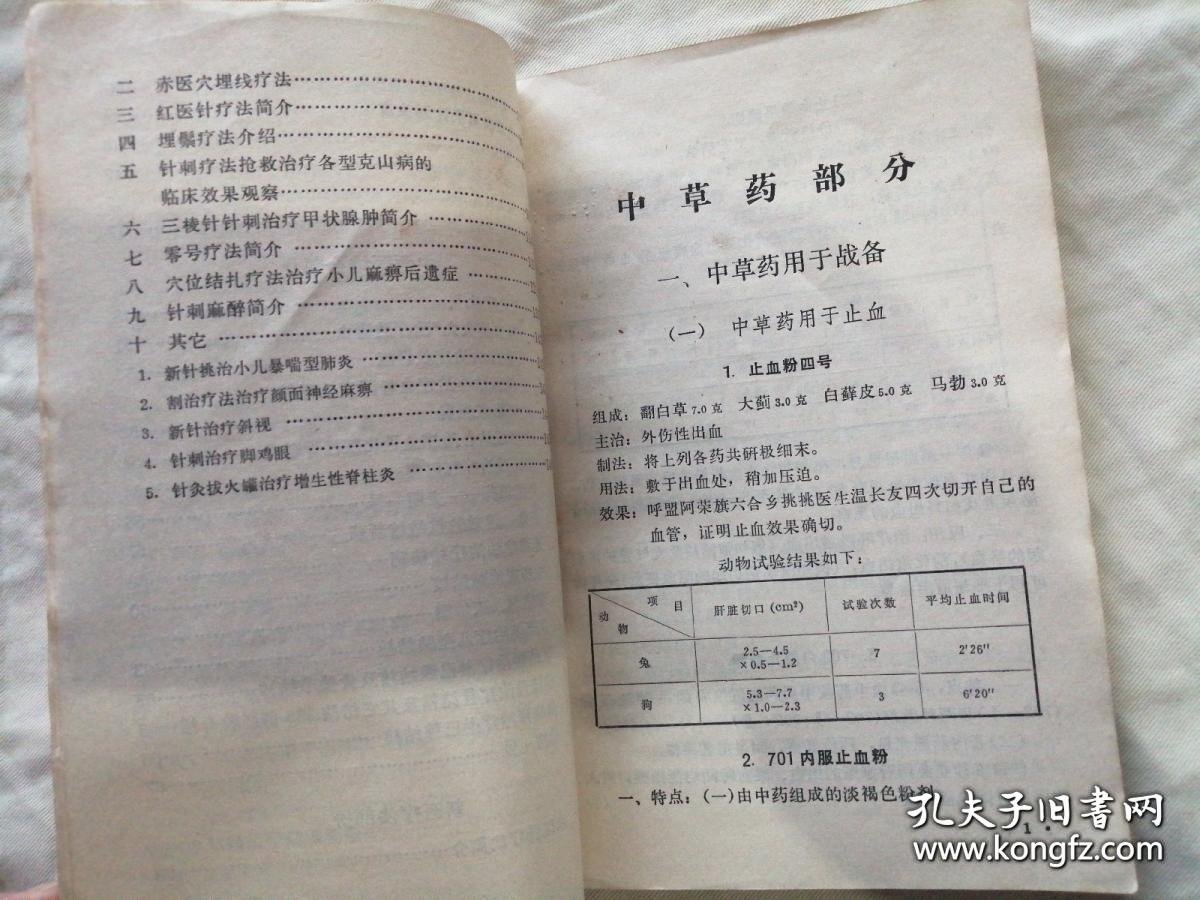 二 赤医穴埋线疗法……………………
三 红医针疗法简介……………………
四 埋鬃疗法介绍………………………
五 针刺疗法抢救治疗各型克山病的
临床效果观察………………………
六 三棱针针刺治疗甲状腺肿简介……………
七 零号疗法简介………………………
八 穴位结扎疗法治疗小儿麻痹后遗症…………
九 针刺麻醉简介………………………
十 其它……………………………
1. 新针挑治小儿暴喘型肺炎…………………
2. 割治疗法治疗颜面神经麻痹………………
3. 新针治疗斜视………………………
4. 针刺治疗脚鸡眼……………………
5. 针灸拔火罐治疗增生性脊柱炎………………
中草药部分
一、中草药用于战备
(一) 中草药用于止血
1. 止血粉四号
组成：翻白草7.0克 大蓟3.0克 白藓皮5.0克 马勃3.0克
主治：外伤性出血
制法：将上列各药共研极细末。
用法：敷于出血处，稍加压迫。
效果：呼盟阿荣旗六合乡挑挑医生温长友四次切开自己的
血管，证明止血效果确切。
动物试验结果如下：
动物 项目 肝脏切口(cm²) 试验次数 平均止血时间
兔 2.5—4.5 ×0.5—1.2 7 2′26″
狗 5.3—7.7 ×1.0—2.3 3 6′20″
2. 701内服止血粉
一、特点：(一)由中药组成的淡褐色粉剂
1
孔夫子旧书网
www.kongfz.com